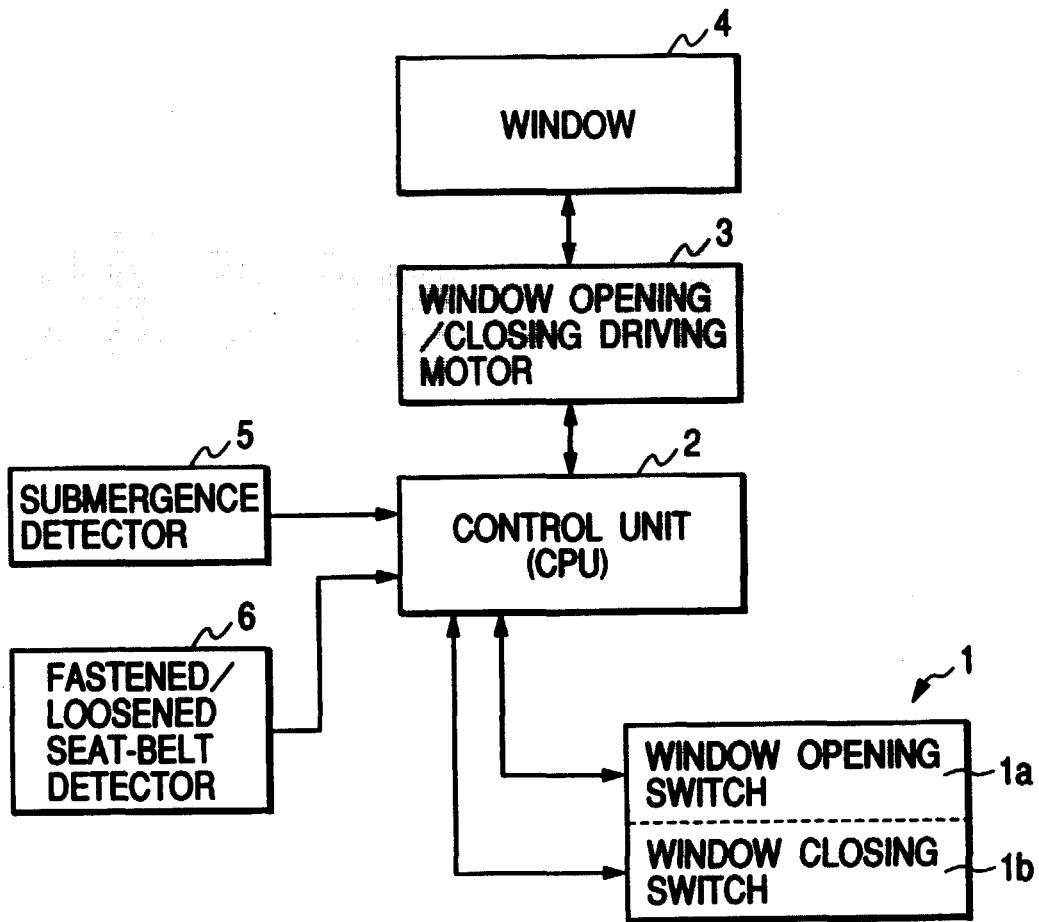 4
WINDOW
3
WINDOW OPENING
/CLOSING DRIVING
MOTOR
5
SUBMERGENCE
DETECTOR
2
CONTROL UNIT
(CPU)
6
FASTENED/
LOOSENED
SEAT-BELT
DETECTOR
1
WINDOW OPENING
SWITCH
1a
WINDOW CLOSING
SWITCH
1b